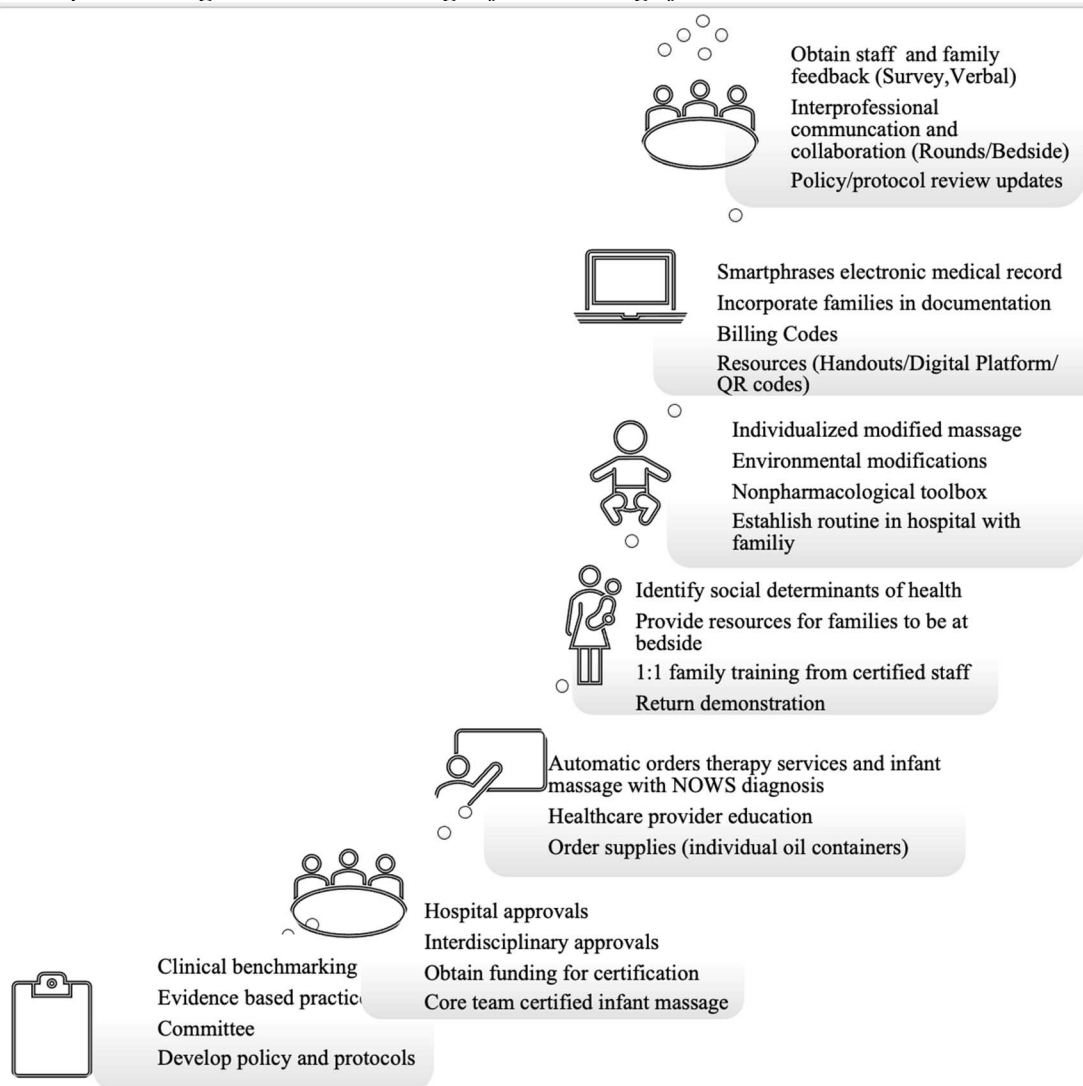 Obtain staff and family
feedback (Survey,Verbal)
Interprofessional
communcation and
collaboration (Rounds/Bedside)
Policy/protocol review updates
Smartphrases electronic medical record
Incorporate families in documentation
Billing Codes
Resources (Handouts/Digital Platform/
QR codes)
Individualized modified massage
Environmental modifications
Nonpharmacological toolbox
Estahlish routine in hospital with
familiy
Identify social determinants of health
Provide resources for families to be at
bedside
1:1 family training from certified staff
Return demonstration
Automatic orders therapy services and infant
massage with NOWS diagnosis
Healthcare provider education
Order supplies (individual oil containers)
Hospital approvals
Interdisciplinary approvals
Obtain funding for certification
Core team certified infant massage
Clinical benchmarking
Evidence based practic
Committee
Develop policy and protocols